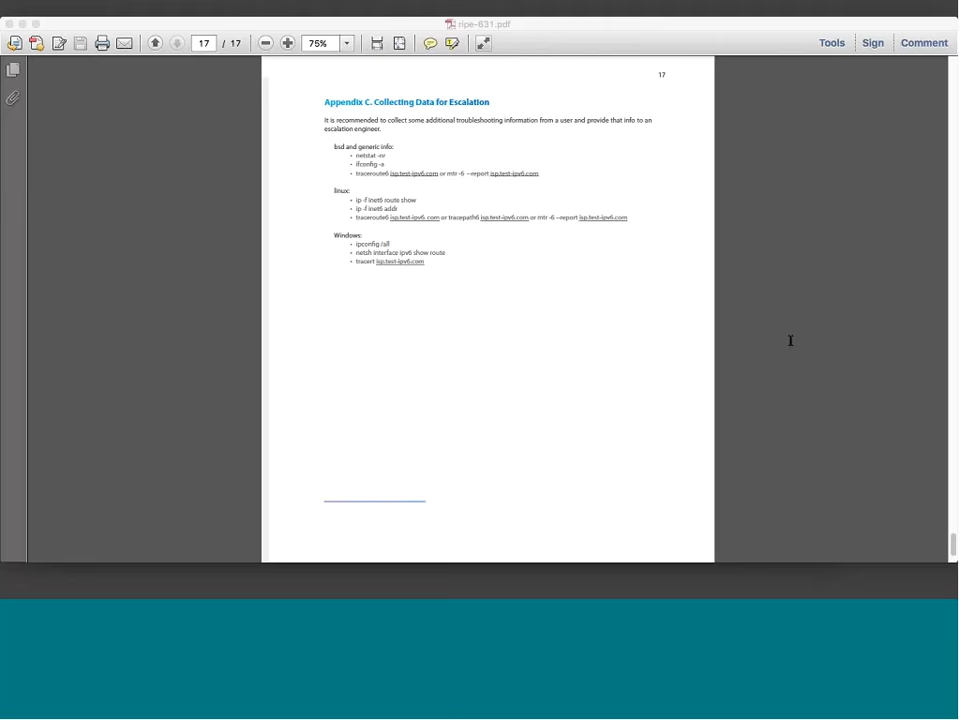 ripe-631.pdf
17 / 17 75% Tools Sign Comment
17
Appendix C. Collecting Data for Escalation
It is recommended to collect some additional troubleshooting information from a user and provide that info to an
escalation engineer.
bsd and generic info:
• netstat -nr
• ifconfig -a
• traceroute6 isp.test-ipv6.com or mtr -6 --report isp.test-ipv6.com
linux:
• ip -f inet6 route show
• ip -f inet6 addr
• traceroute6 isp.test-ipv6. com or tracepath6 isp.test-ipv6.com or mtr -6 --report isp.test-ipv6.com
Windows:
• ipconfig /all
• netsh interface ipv6 show route
• tracert isp.test-ipv6.com